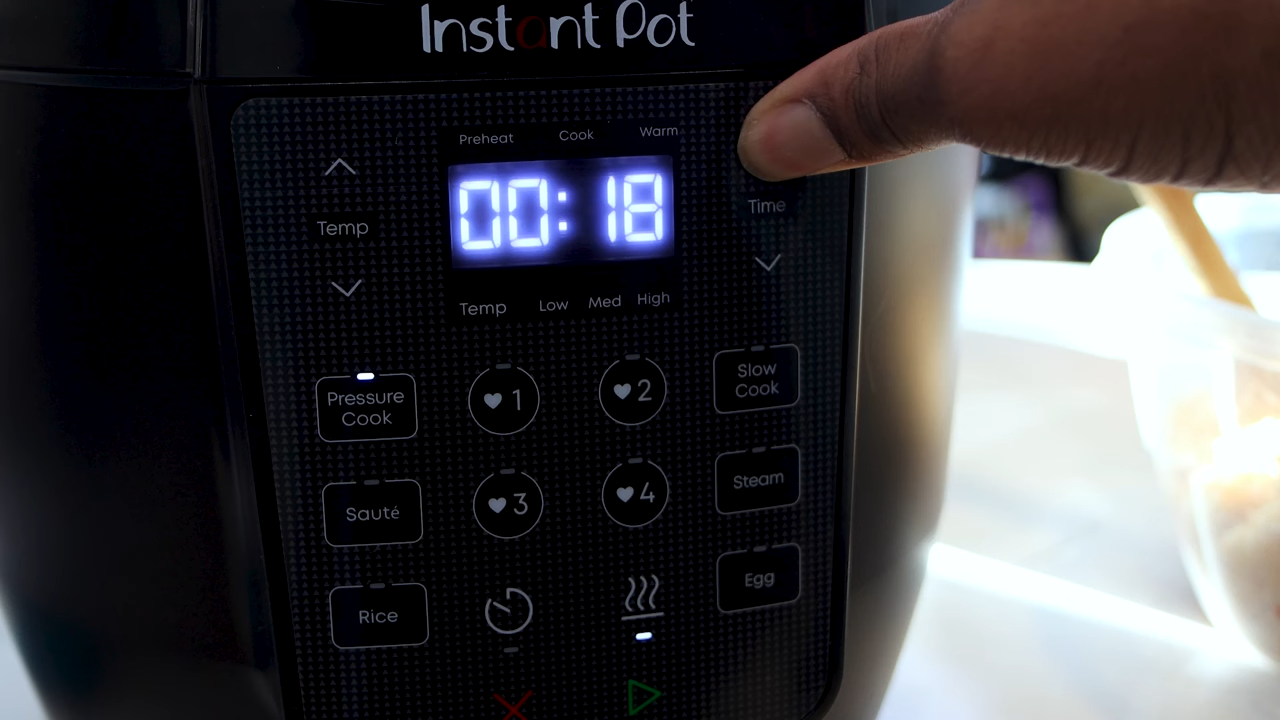 Instant Pot
Preheat Cook Warm
00:18
Temp
Time
Temp Low Med High
Pressure
Cook
1
2
Slow
Cook
Sauté
3
4
Steam
Rice
Egg